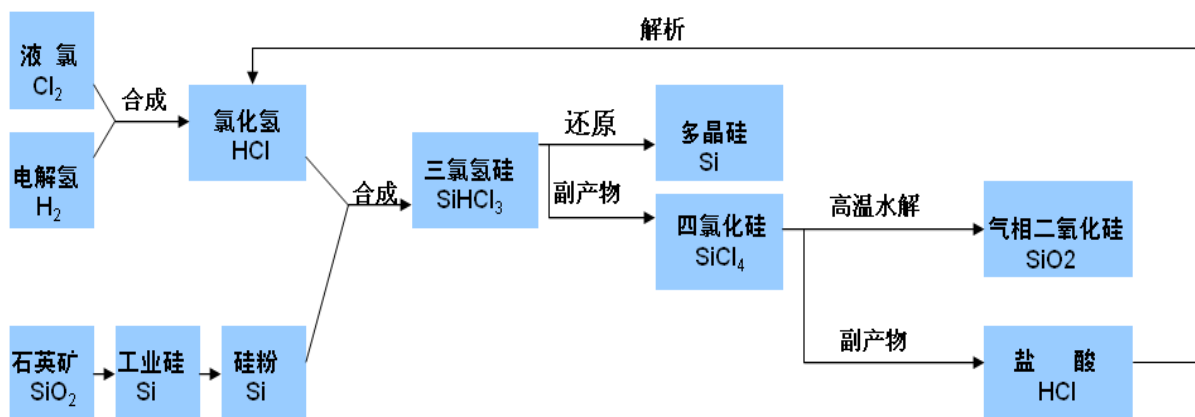 解析
液 氯
Cl₂
合成
电解氢
H₂
氯化氢
HCl
合成
三氯氢硅
SiHCl₃
还原
多晶硅
Si
副产物
四氯化硅
SiCl₄
高温水解
气相二氧化硅
SiO2
副产物
盐 酸
HCl
石英矿
SiO₂
工业硅
Si
硅粉
Si